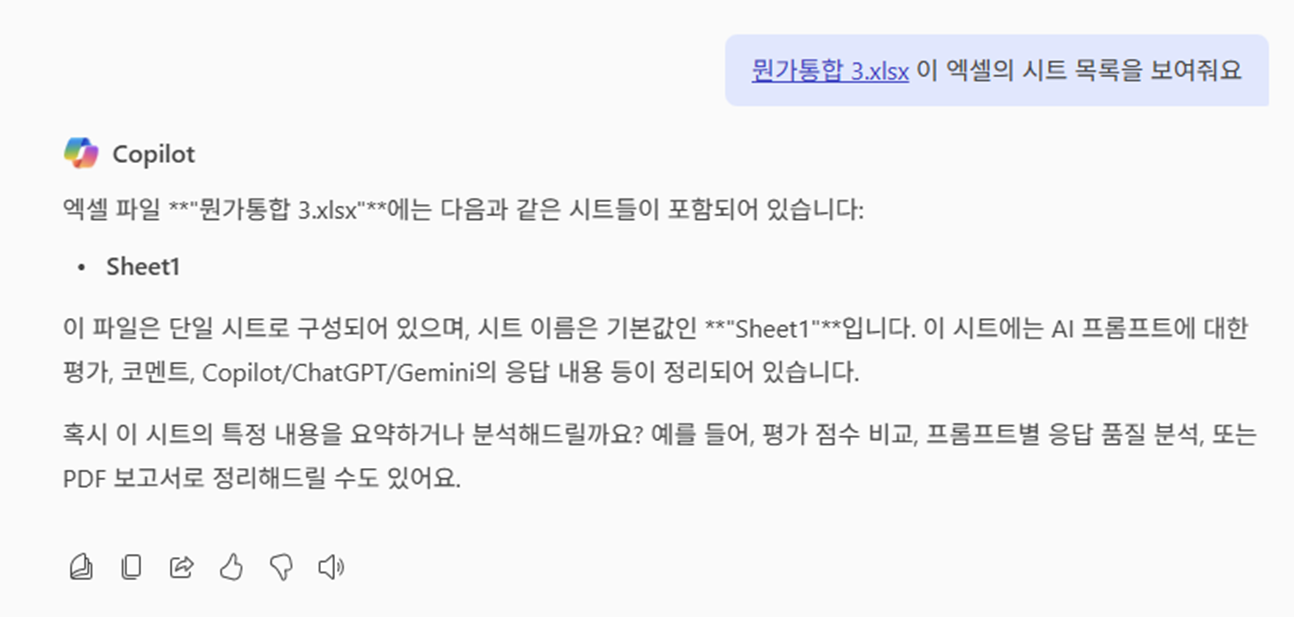 뭔가통합 3.xlsx 이 엑셀의 시트 목록을 보여줘요
Copilot
엑셀 파일 **"뭔가통합 3.xlsx"**에는 다음과 같은 시트들이 포함되어 있습니다:
• Sheet1
이 파일은 단일 시트로 구성되어 있으며, 시트 이름은 기본값인 **"Sheet1"**입니다. 이 시트에는 AI 프롬프트에 대한
평가, 코멘트, Copilot/ChatGPT/Gemini의 응답 내용 등이 정리되어 있습니다.
혹시 이 시트의 특정 내용을 요약하거나 분석해드릴까요? 예를 들어, 평가 점수 비교, 프롬프트별 응답 품질 분석, 또는
PDF 보고서로 정리해드릴 수도 있어요.